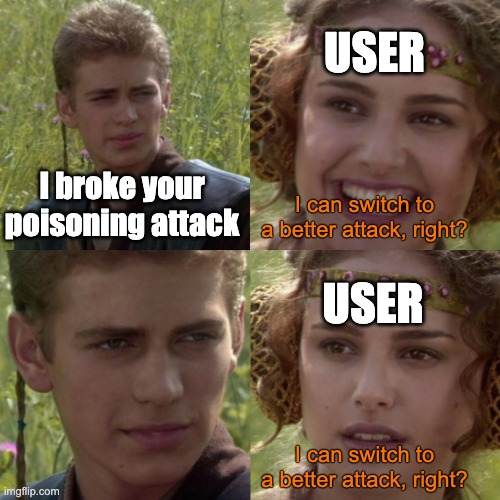 USER
I broke your
poisoning attack
I can switch to
a better attack, right?
USER
I can switch to
a better attack, right?
imgflip.com